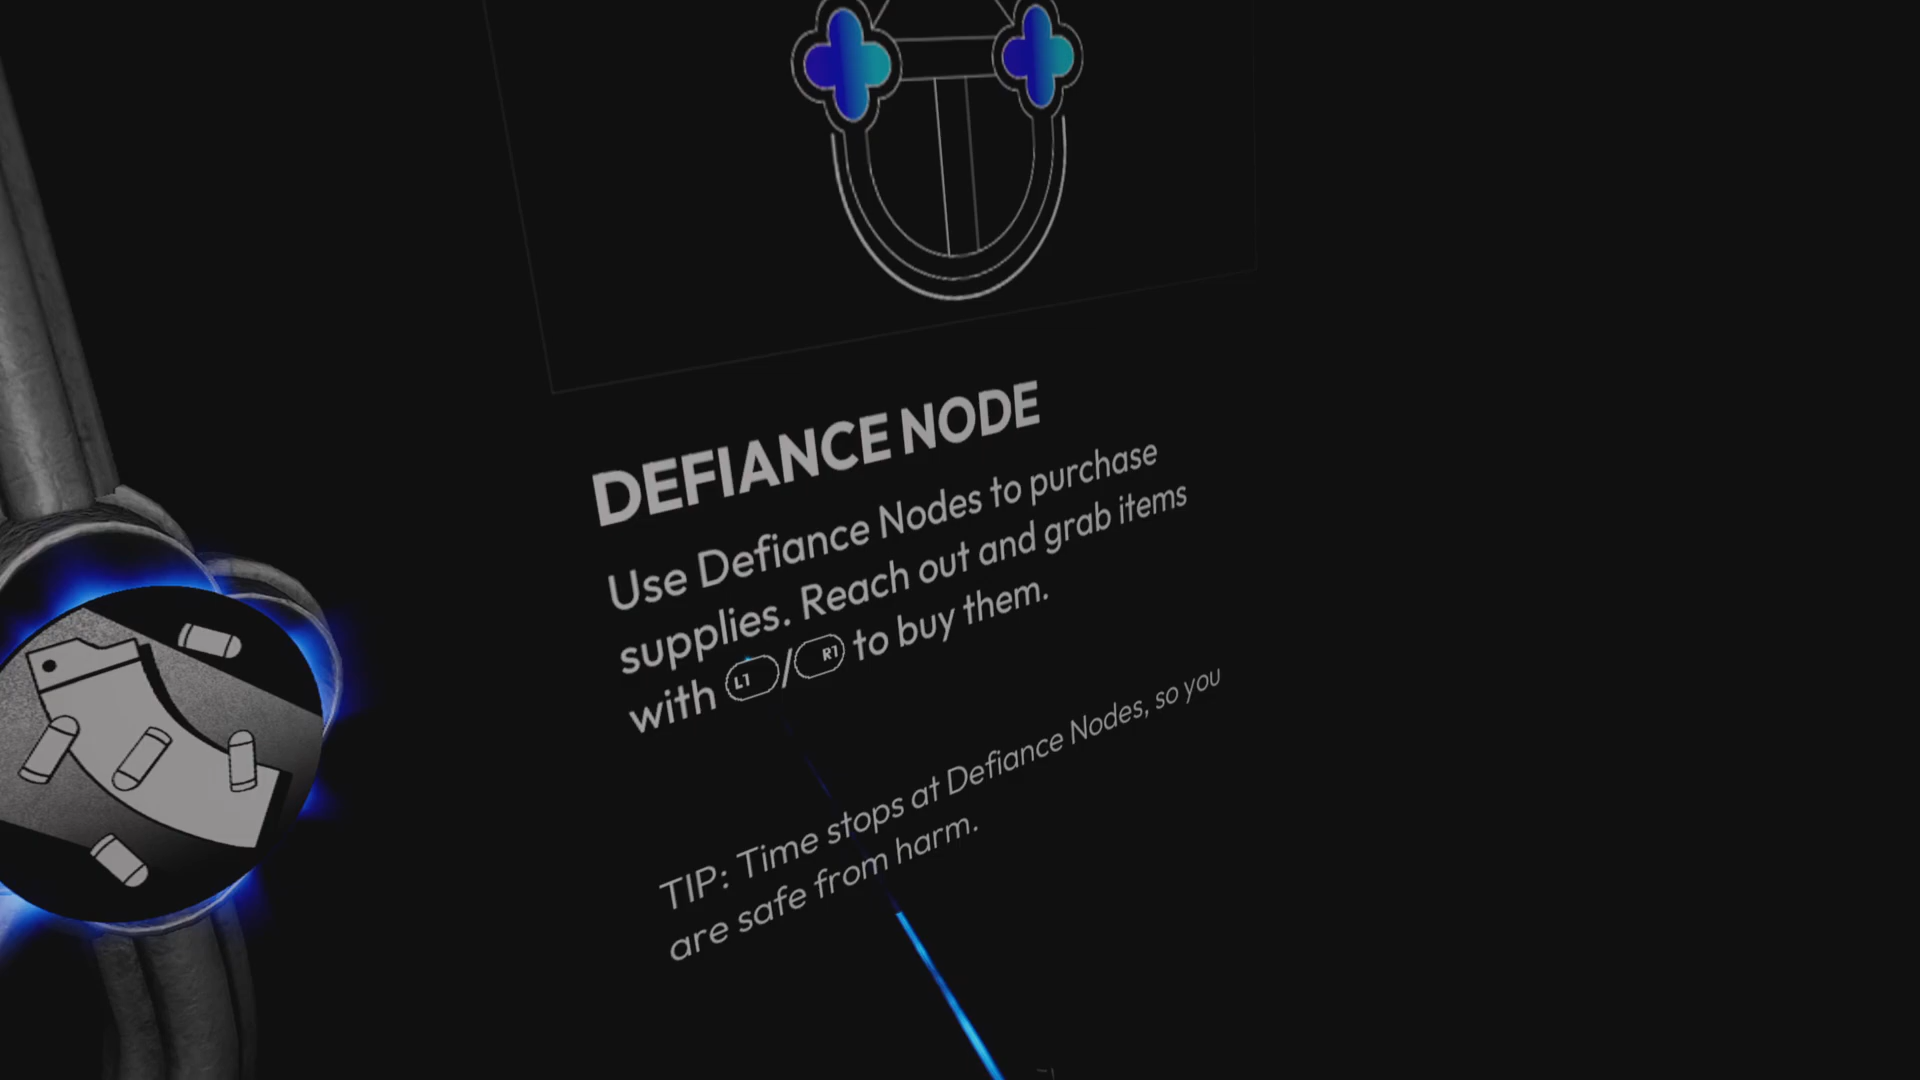 DEFIANCE NODE
Use Defiance Nodes to purchase
supplies. Reach out and grab items
with L1/R1 to buy them.
TIP: Time stops at Defiance Nodes, so you
are safe from harm.